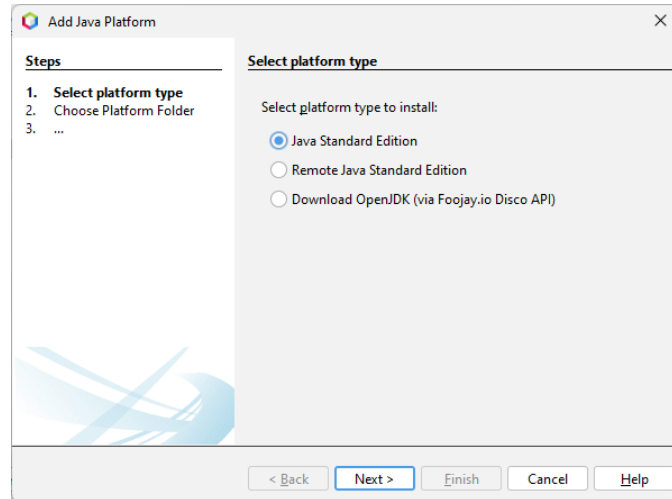 Add Java Platform
Steps
1. Select platform type
2. Choose Platform Folder
3. ...
Select platform type
Select platform type to install:
Java Standard Edition
Remote Java Standard Edition
Download OpenJDK (via Foojay.io Disco API)
< Back Next > Finish Cancel Help